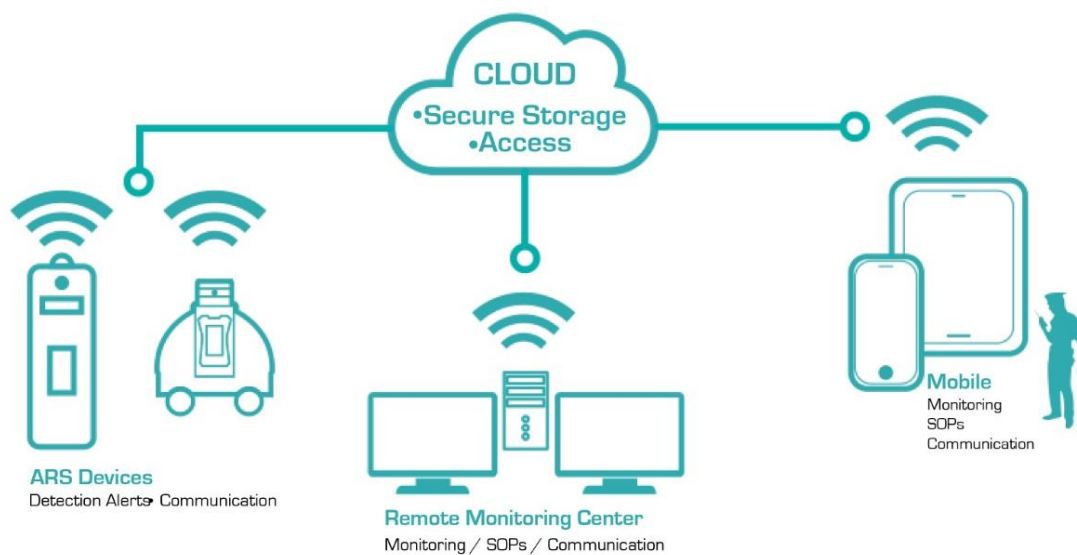 CLOUD
•Secure Storage
•Access
ARS Devices
Detection Alerts• Communication
Remote Monitoring Center
Monitoring / SOPs / Communication
Mobile
Monitoring
SOPs
Communication